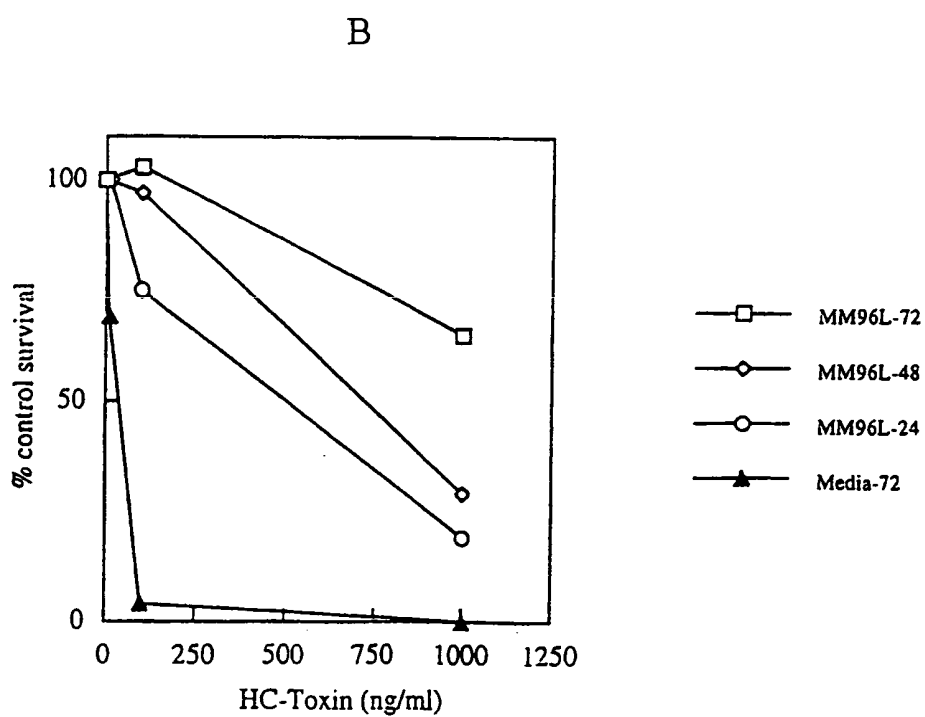 B
100
50
0
% control survival
0 250 500 750 1000 1250
HC-Toxin (ng/ml)
MM96L-72
MM96L-48
MM96L-24
Media-72